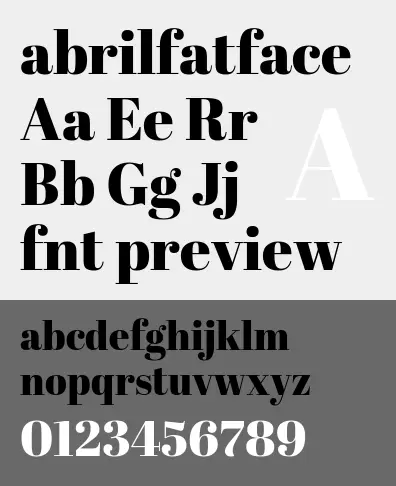 abrilfatface
Aa Ee Rr
A
Bb Gg Jj
fnt preview
abcdefghijklm
nopqrstuvwxyz
0123456789